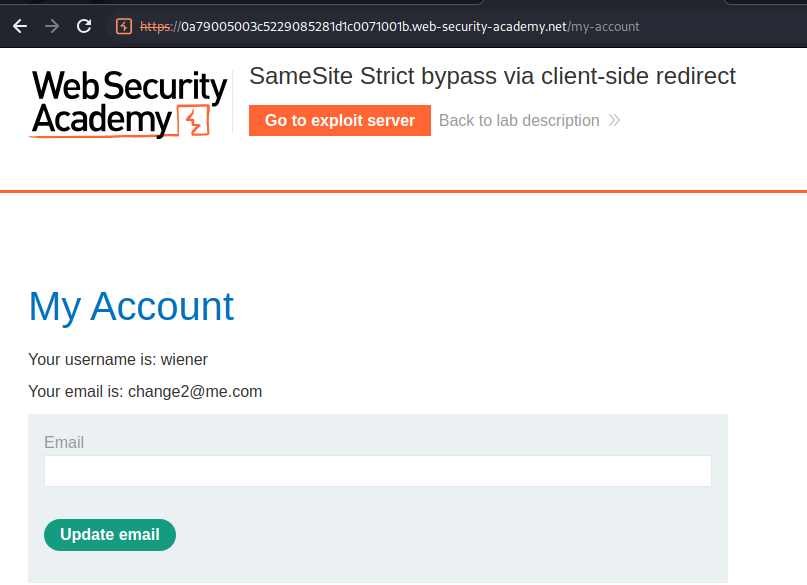 https://0a79005003c5229085281d1c0071001b.web-security-academy.net/my-account
WebSecurity
Academy
SameSite Strict bypass via client-side redirect
Go to exploit server
Back to lab description
My Account
Your username is: wiener
Your email is: change2@me.com
Email
Update email